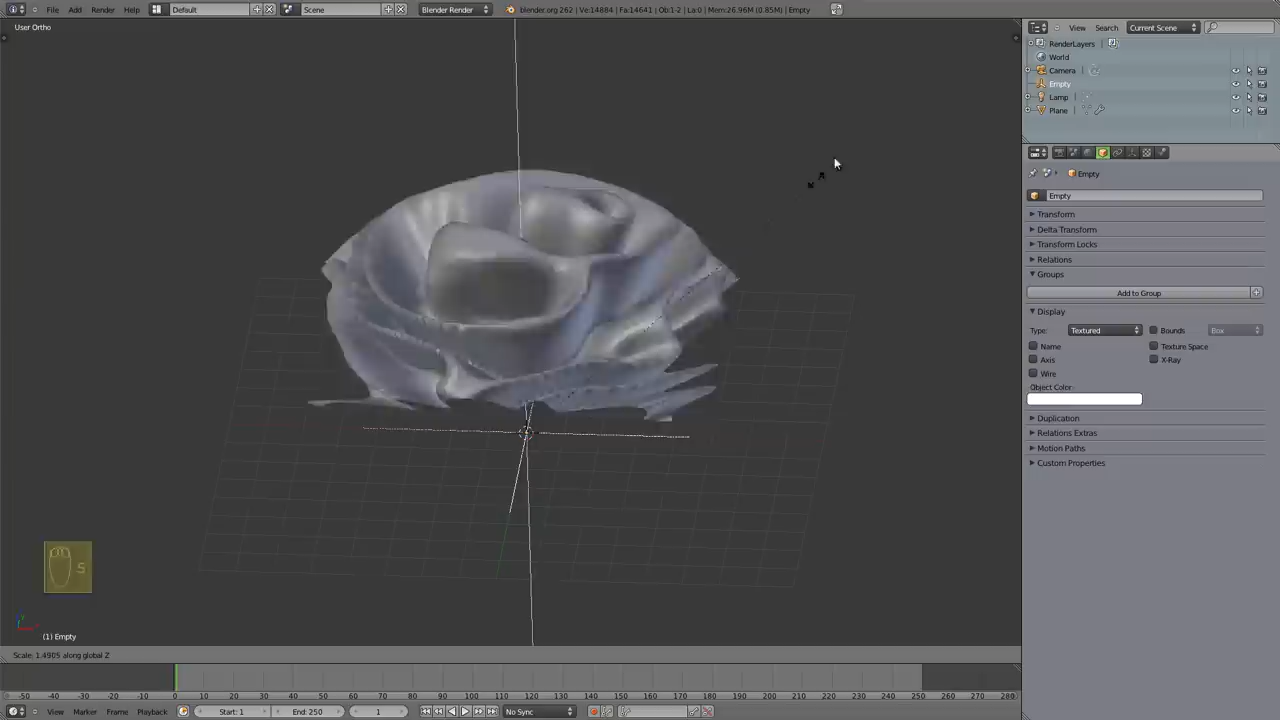 File Add Render Help Default Scene Blender Render blender.org 262 | Ve:14884 | Fa:14641 | Ob:1-2 | La:0 | Mem:26.96M (0.85M) | Empty
User Ortho
View Search Current Scene
RenderLayers
World
Camera
Empty
Lamp
Plane
Empty
Empty
Transform
Delta Transform
Transform Locks
Relations
Groups
Add to Group
Display
Type: Textured Bounds Box
Name Texture Space
Axis X-Ray
Wire
Object Color:
Duplication
Relations Extras
Motion Paths
Custom Properties
S
(1) Empty
Scale: 1.4905 along global Z
-50 -40 -30 -20 -10 0 10 20 30 40 50 60 70 80 90 100 110 120 130 140 150 160 170 180 190 200 210 220 230 240 250 260 270 280
View Marker Frame Playback Start: 1 End: 250 1 No Sync